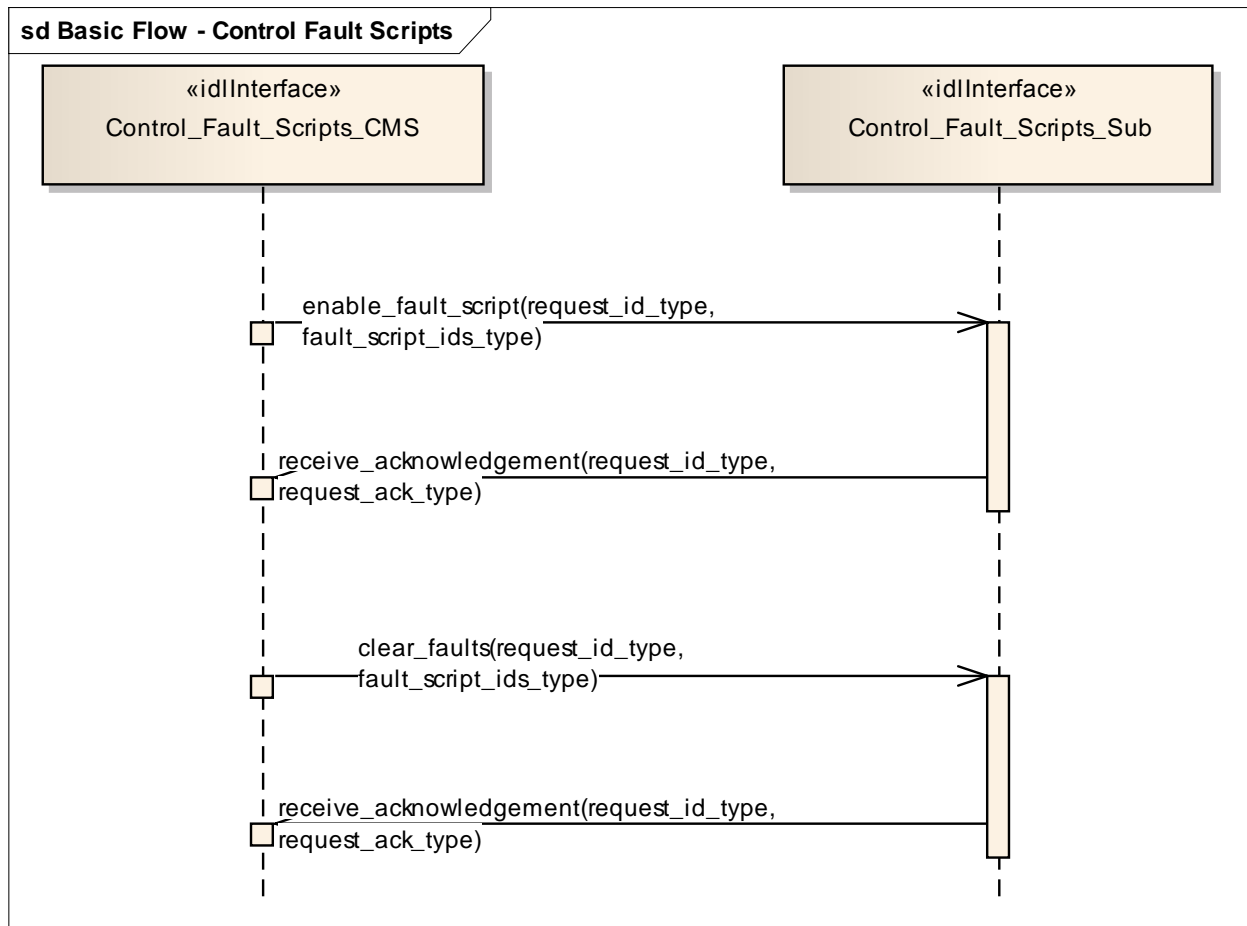 sd Basic Flow - Control Fault Scripts
«idlInterface»
Control_Fault_Scripts_CMS
«idlInterface»
Control_Fault_Scripts_Sub
enable_fault_script(request_id_type,
fault_script_ids_type)
receive_acknowledgement(request_id_type,
request_ack_type)
clear_faults(request_id_type,
fault_script_ids_type)
receive_acknowledgement(request_id_type,
request_ack_type)